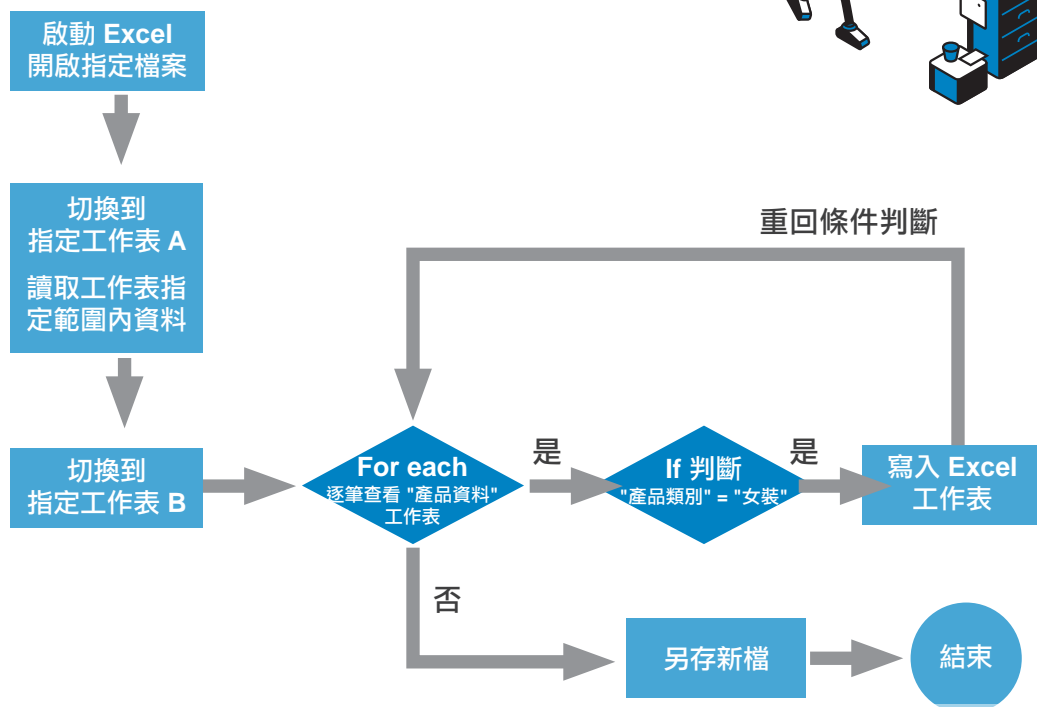 啟動 Excel
開啟指定檔案
切換到
指定工作表 A
讀取工作表指
定範圍內資料
重回條件判斷
切換到
指定工作表 B
For each
逐筆查看 "產品資料"
工作表
是
If 判斷
"產品類別" = "女裝"
是
寫入 Excel
工作表
否
另存新檔
結束